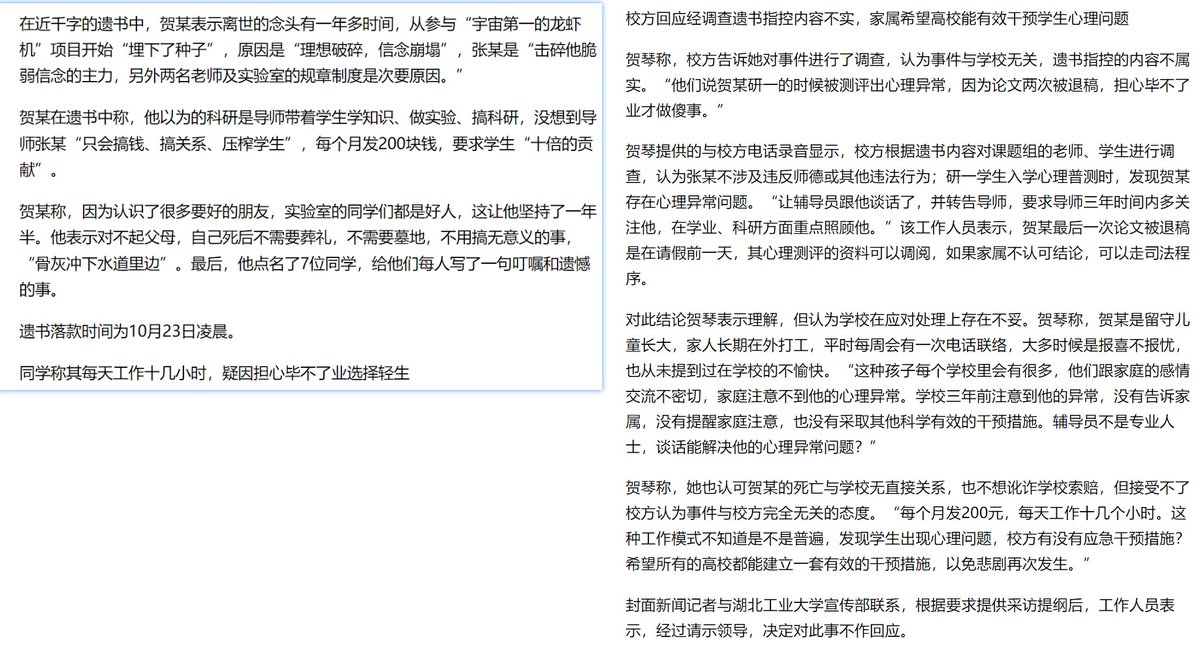 在近千字的遗书中，贺某表示离世的念头有一年多时间，从参与“宇宙第一的龙虾
机”项目开始“埋下了种子”，原因是“理想破碎，信念崩塌”，张某是“击碎他脆
弱信念的主力，另外两名老师及实验室的规章制度是次要原因。”
贺某在遗书中称，他以为的科研是导师带着学生学知识、做实验、搞科研，没想到导
师张某“只会搞钱、搞关系、压榨学生”，每个月发200块钱，要求学生“十倍的贡
献”。
贺某称，因为认识了很多要好的朋友，实验室的同学们都是好人，这让他坚持了一年
半。他表示对不起父母，自己死后不需要葬礼，不需要墓地，不用搞无意义的事，
“骨灰冲下水道里边”。最后，他点名了7位同学，给他们每人写了一句叮嘱和遗憾
的事。
遗书落款时间为10月23日凌晨。
同学称其每天工作十几小时，疑因担心毕不了业选择轻生
校方回应经调查遗书指控内容不实，家属希望高校能有效干预学生心理问题
贺琴称，校方告诉她对事件进行了调查，认为事件与学校无关，遗书指控的内容不属
实。“他们说贺某研一的时候被测评出心理异常，因为论文两次被退稿，担心毕不了
业才做傻事。”
贺琴提供的与校方电话录音显示，校方根据遗书内容对课题组的老师、学生进行调
查，认为张某不涉及违反师德或其他违法行为；研一学生入学心理普测时，发现贺某
存在心理异常问题。“让辅导员跟他谈话了，并转告导师，要求导师三年时间内多关
注他，在学业、科研方面重点照顾他。”该工作人员表示，贺某最后一次论文被退稿
是在请假前一天，其心理测评的资料可以调阅，如果家属不认可结论，可以走司法程
序。
对此结论贺琴表示理解，但认为学校在应对处理上存在不妥。贺琴称，贺某是留守儿
童长大，家人长期在外打工，平时每周会有一次电话联络，大多时候是报喜不报忧，
也从未提到过在学校的不愉快。“这种孩子每个学校里会有很多，他们跟家庭的感情
交流不密切，家庭注意不到他的心理异常。学校三年前注意到他的异常，没有告诉家
属，没有提醒家庭注意，也没有采取其他科学有效的干预措施。辅导员不是专业人
士，谈话能解决他的心理异常问题？”
贺琴称，她也认可贺某的死亡与学校无直接关系，也不想讹诈学校索赔，但接受不了
校方认为事件与校方完全无关的态度。“每个月发200元，每天工作十几个小时。这
种工作模式不知道是不是普遍，发现学生出现心理问题，校方有没有应急干预措施？
希望所有的高校都能建立一套有效的干预措施，以免悲剧再次发生。”
封面新闻记者与湖北工业大学宣传部联系，根据要求提供采访提纲后，工作人员表
示，经过请示领导，决定对此事不作回应。